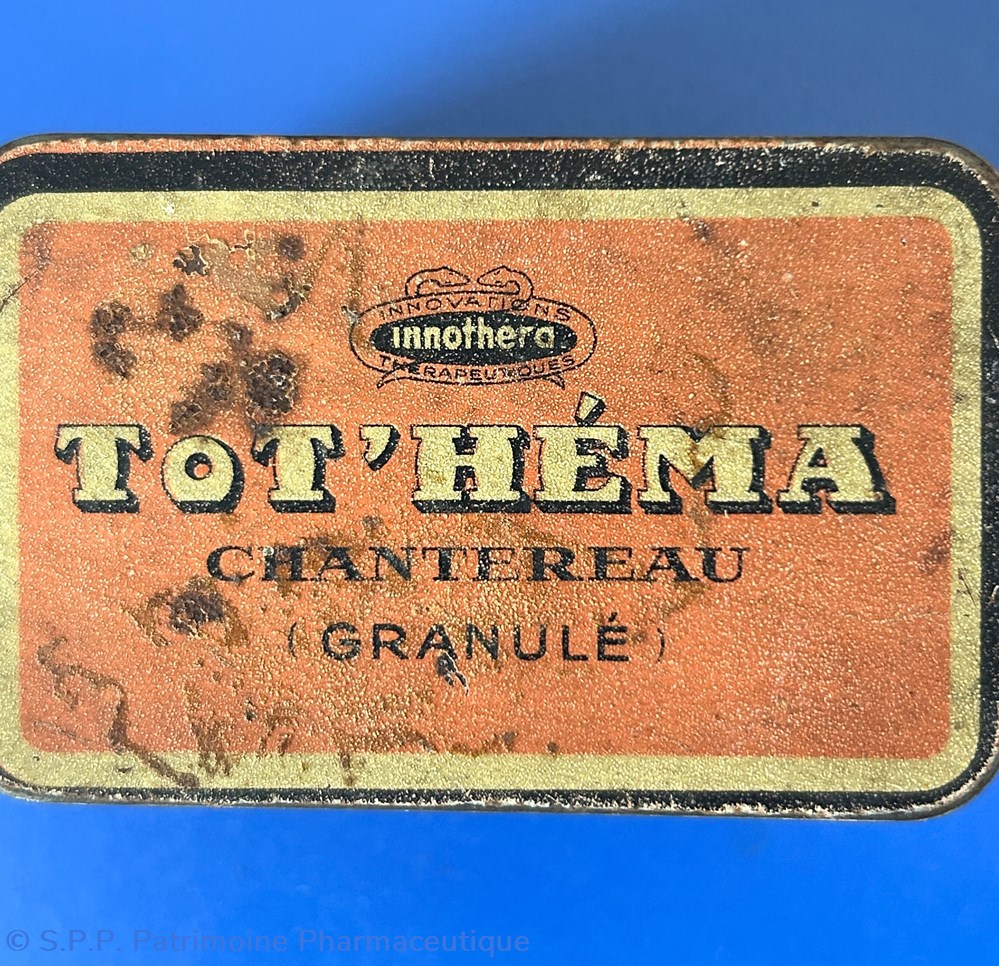 INNOVATIONS
innothera
THÉRAPEUTIQUES
TOT'HÉMA
CHANTEREAU
(GRANULÉ)
© S.P.P. Patrimoine Pharmaceutique